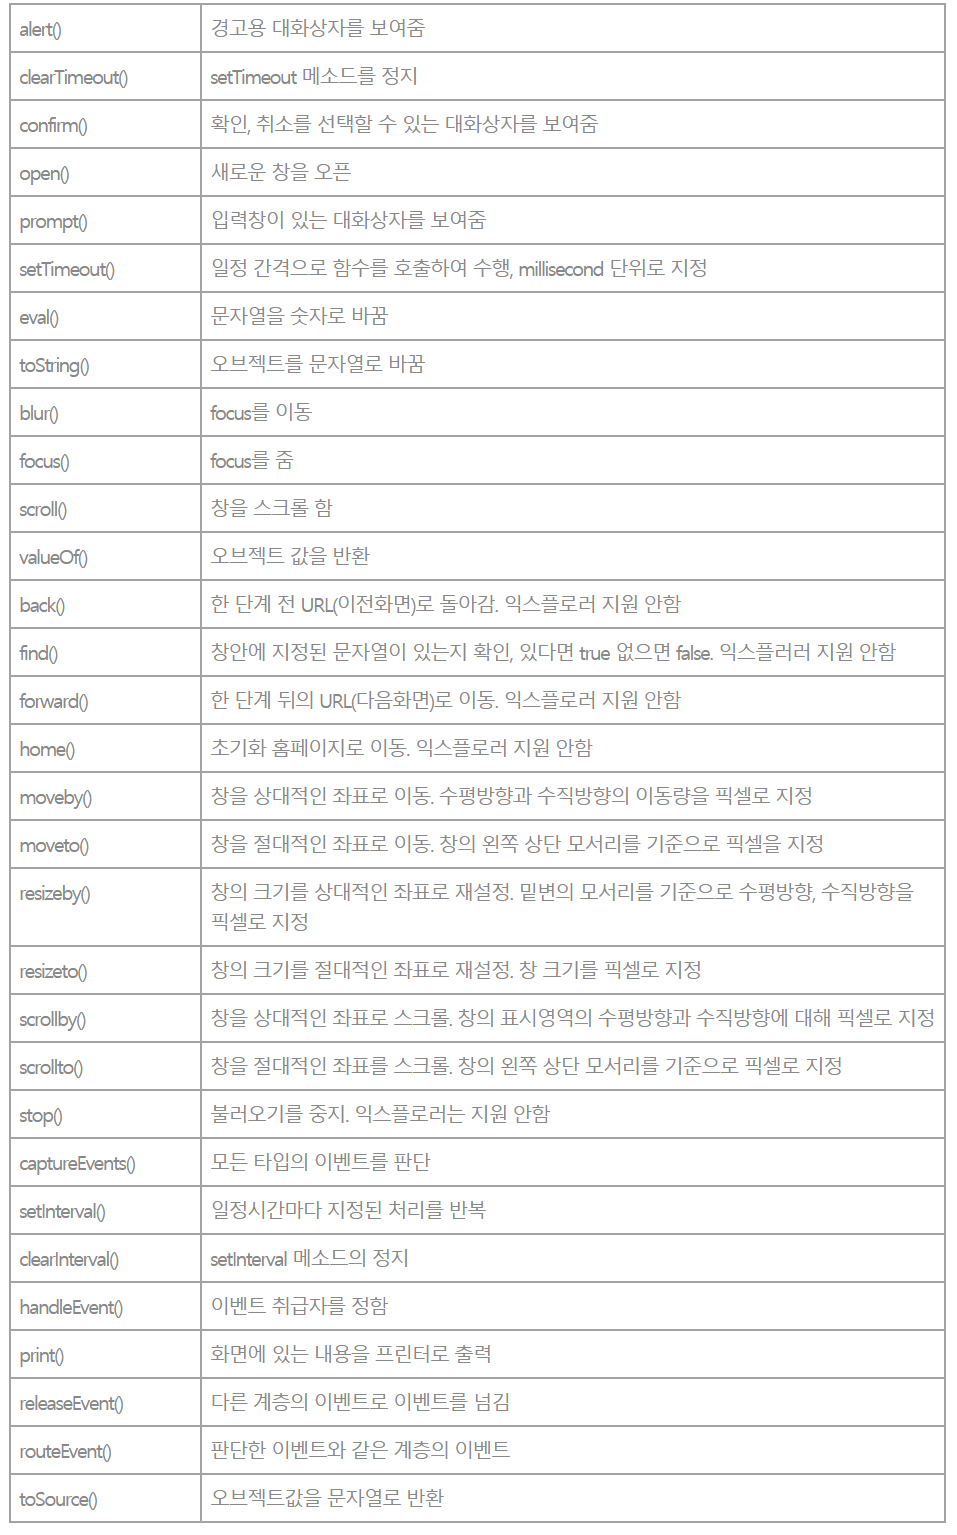 alert() 경고용 대화상자를 보여줌
clearTimeout() setTimeout 메소드를 정지
confirm() 확인, 취소를 선택할 수 있는 대화상자를 보여줌
open() 새로운 창을 오픈
prompt() 입력창이 있는 대화상자를 보여줌
setTimeout() 일정 간격으로 함수를 호출하여 수행, millisecond 단위로 지정
eval() 문자열을 숫자로 바꿈
toString() 오브젝트를 문자열로 바꿈
blur() focus를 이동
focus() focus를 줌
scroll() 창을 스크롤 함
valueOf() 오브젝트 값을 반환
back() 한 단계 전 URL(이전화면)로 돌아감. 익스플로러 지원 안함
find() 창안에 지정된 문자열이 있는지 확인, 있다면 true 없으면 false. 익스플러러 지원 안함
forward() 한 단계 뒤의 URL(다음화면)로 이동. 익스플로러 지원 안함
home() 초기화 홈페이지로 이동. 익스플로러 지원 안함
moveby() 창을 상대적인 좌표로 이동. 수평방향과 수직방향의 이동량을 픽셀로 지정
moveto() 창을 절대적인 좌표로 이동. 창의 왼쪽 상단 모서리를 기준으로 픽셀을 지정
resizeby() 창의 크기를 상대적인 좌표로 재설정. 밑변의 모서리를 기준으로 수평방향, 수직방향을
픽셀로 지정
resizeto() 창의 크기를 절대적인 좌표로 재설정. 창 크기를 픽셀로 지정
scrollby() 창을 상대적인 좌표로 스크롤. 창의 표시영역의 수평방향과 수직방향에 대해 픽셀로 지정
scrollto() 창을 절대적인 좌표를 스크롤. 창의 왼쪽 상단 모서리를 기준으로 픽셀로 지정
stop() 불러오기를 중지. 익스플로러는 지원 안함
captureEvents() 모든 타입의 이벤트를 판단
setInterval() 일정시간마다 지정된 처리를 반복
clearInterval() setInterval 메소드의 정지
handleEvent() 이벤트 취급자를 정함
print() 화면에 있는 내용을 프린터로 출력
releaseEvent() 다른 계층의 이벤트로 이벤트를 넘김
routeEvent() 판단한 이벤트와 같은 계층의 이벤트
toSource() 오브젝트값을 문자열로 반환